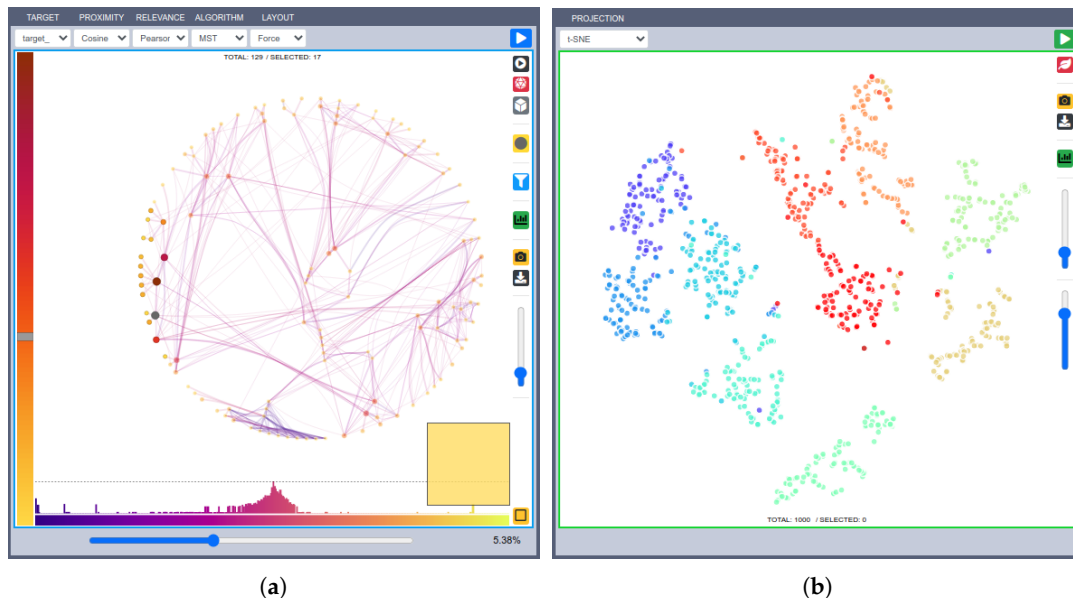 TARGET PROXIMITY RELEVANCE ALGORITHM LAYOUT
target_ Cosine Pearsor MST Force
TOTAL: 129 / SELECTED: 17
5.38%
(a)
PROJECTION
t-SNE
TOTAL: 1000 / SELECTED: 0
(b)